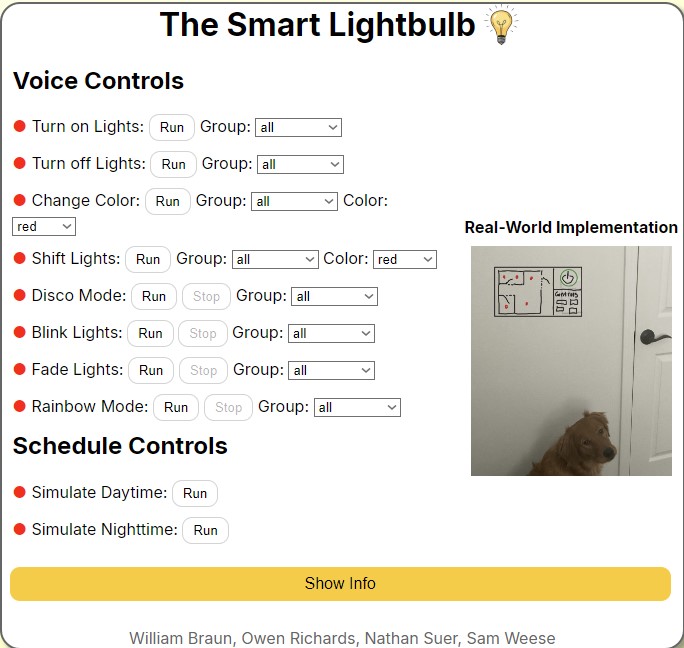 The Smart Lightbulb
Voice Controls
Turn on Lights: Run Group: all
Turn off Lights: Run Group: all
Change Color: Run Group: all Color:
red
Shift Lights: Run Group: all Color: red
Disco Mode: Run Stop Group: all
Blink Lights: Run Stop Group: all
Fade Lights: Run Stop Group: all
Rainbow Mode: Run Stop Group: all
Real-World Implementation
Controls
Schedule Controls
Simulate Daytime: Run
Simulate Nighttime: Run
Show Info
William Braun, Owen Richards, Nathan Suer, Sam Weese